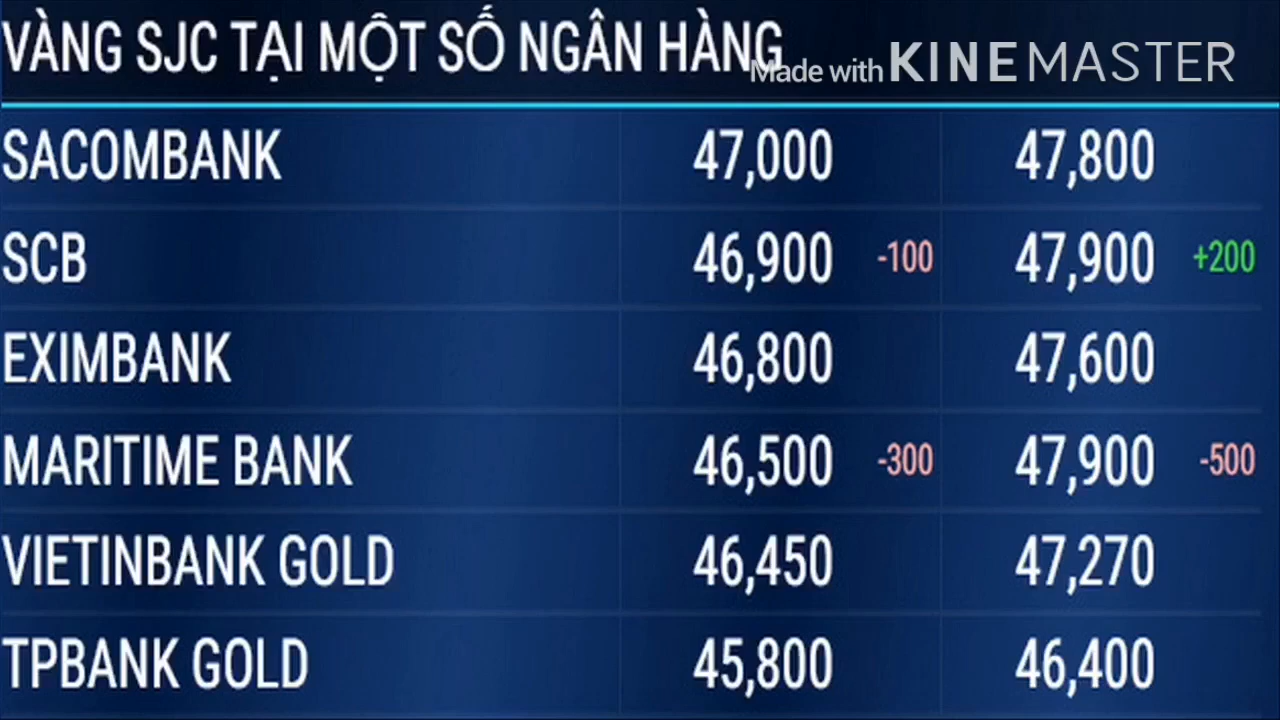 VÀNG SJC TẠI MỘT SỐ NGÂN HÀNG
Made with KINEMASTER
SACOMBANK 47,000 47,800
SCB 46,900 -100 47,900 +200
EXIMBANK 46,800 47,600
MARITIME BANK 46,500 -300 47,900 -500
VIETINBANK GOLD 46,450 47,270
TPBANK GOLD 45,800 46,400